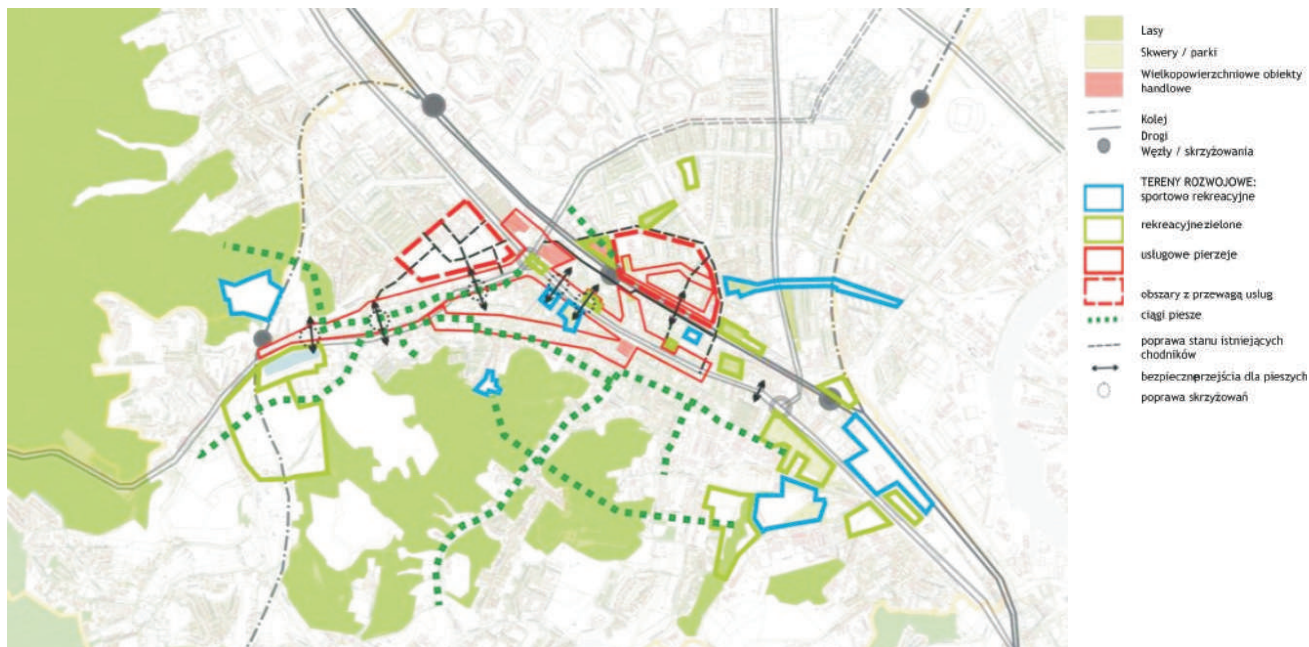 Lasy
Skwery / parki
Wielkopowierzchniowe obiekty
handlowe
Kolej
Drogi
Węzły / skrzyżowania
TERENY ROZWOJOWE:
sportowo rekreacyjne
rekreacyjnezielone
usługowe pierzeje
obszary z przewagą usług
ciągi piesze
poprawa stanu istniejących
chodników
bezpieczneprzejścia dla pieszych
poprawa skrzyżowań